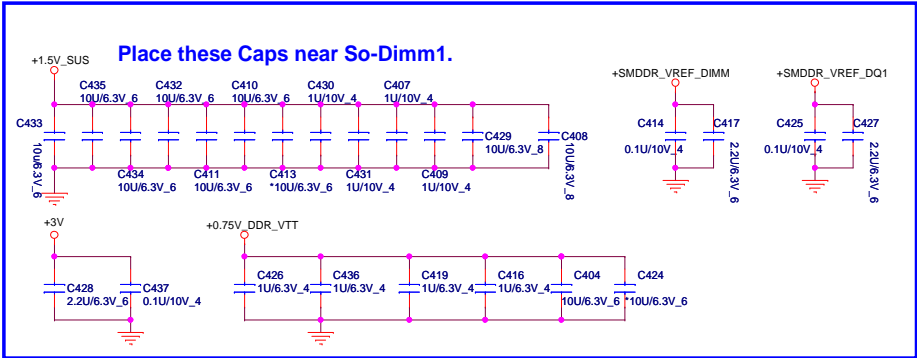 Place these Caps near So-Dimm1.
+1.5V_SUS
+SMDDR_VREF_DIMM
+SMDDR_VREF_DQ1
C435
10U/6.3V_6
C432
10U/6.3V_6
C410
10U/6.3V_6
C430
1U/10V_4
C407
1U/10V_4
C433
10u6.3V_6
C429
10U/6.3V_8
C408
10U/6.3V_8
C434
10U/6.3V_6
C411
10U/6.3V_6
C413
*10U/6.3V_6
C431
1U/10V_4
C409
1U/10V_4
C414
0.1U/10V_4
C417
2.2U/6.3V_6
C425
0.1U/10V_4
C427
2.2U/6.3V_6
+3V
+0.75V_DDR_VTT
C428
2.2U/6.3V_6
C437
0.1U/10V_4
C426
1U/6.3V_4
C436
1U/6.3V_4
C419
1U/6.3V_4
C416
1U/6.3V_4
C404
10U/6.3V_6
C424
*10U/6.3V_6